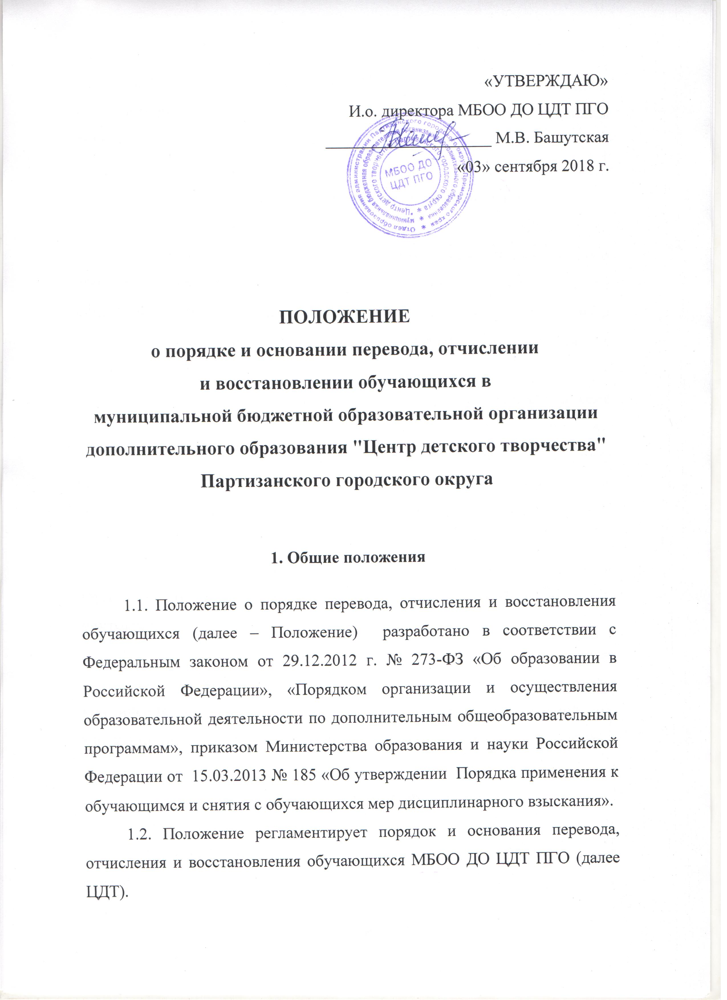 «УТВЕРЖДАЮ»
И.о. директора МБОО ДО ЦДТ ПГО
М.В. Башутская
«03» сентября 2018 г.
Отдел образования администрации Партизанского городского округа Приморского края
муниципальная бюджетная образовательная организация дополнительного образования
"Центр детского творчества" Партизанского городского округа
МБОО ДО
ЦДТ ПГО
ПОЛОЖЕНИЕ
о порядке и основании перевода, отчислении
и восстановлении обучающихся в
муниципальной бюджетной образовательной организации
дополнительного образования "Центр детского творчества"
Партизанского городского округа
1. Общие положения
1.1. Положение о порядке перевода, отчисления и восстановления
обучающихся (далее – Положение) разработано в соответствии с
Федеральным законом от 29.12.2012 г. № 273-ФЗ «Об образовании в
Российской Федерации», «Порядком организации и осуществления
образовательной деятельности по дополнительным общеобразовательным
программам», приказом Министерства образования и науки Российской
Федерации от 15.03.2013 № 185 «Об утверждении Порядка применения к
обучающимся и снятия с обучающихся мер дисциплинарного взыскания».
1.2. Положение регламентирует порядок и основания перевода,
отчисления и восстановления обучающихся МБОО ДО ЦДТ ПГО (далее
ЦДТ).